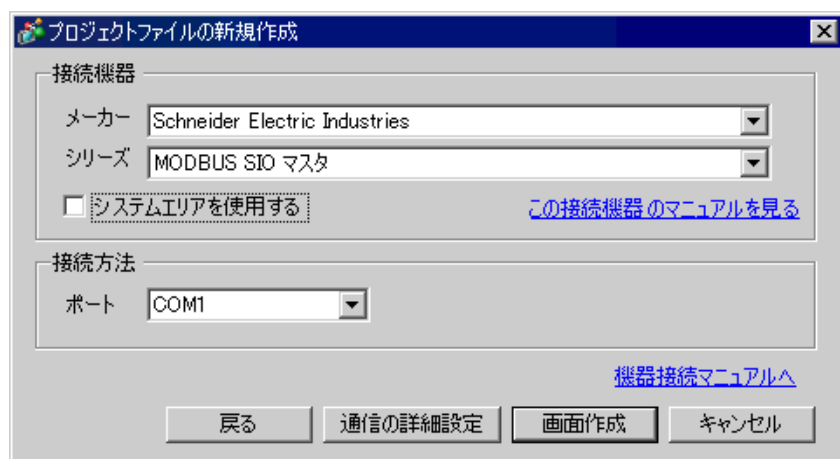 プロジェクトファイルの新規作成
接続機器
メーカー Schneider Electric Industries
シリーズ MODBUS SIO マスタ
システムエリアを使用する この接続機器のマニュアルを見る
接続方法
ポート COM1
機器接続マニュアルへ
戻る 通信の詳細設定 画面作成 キャンセル